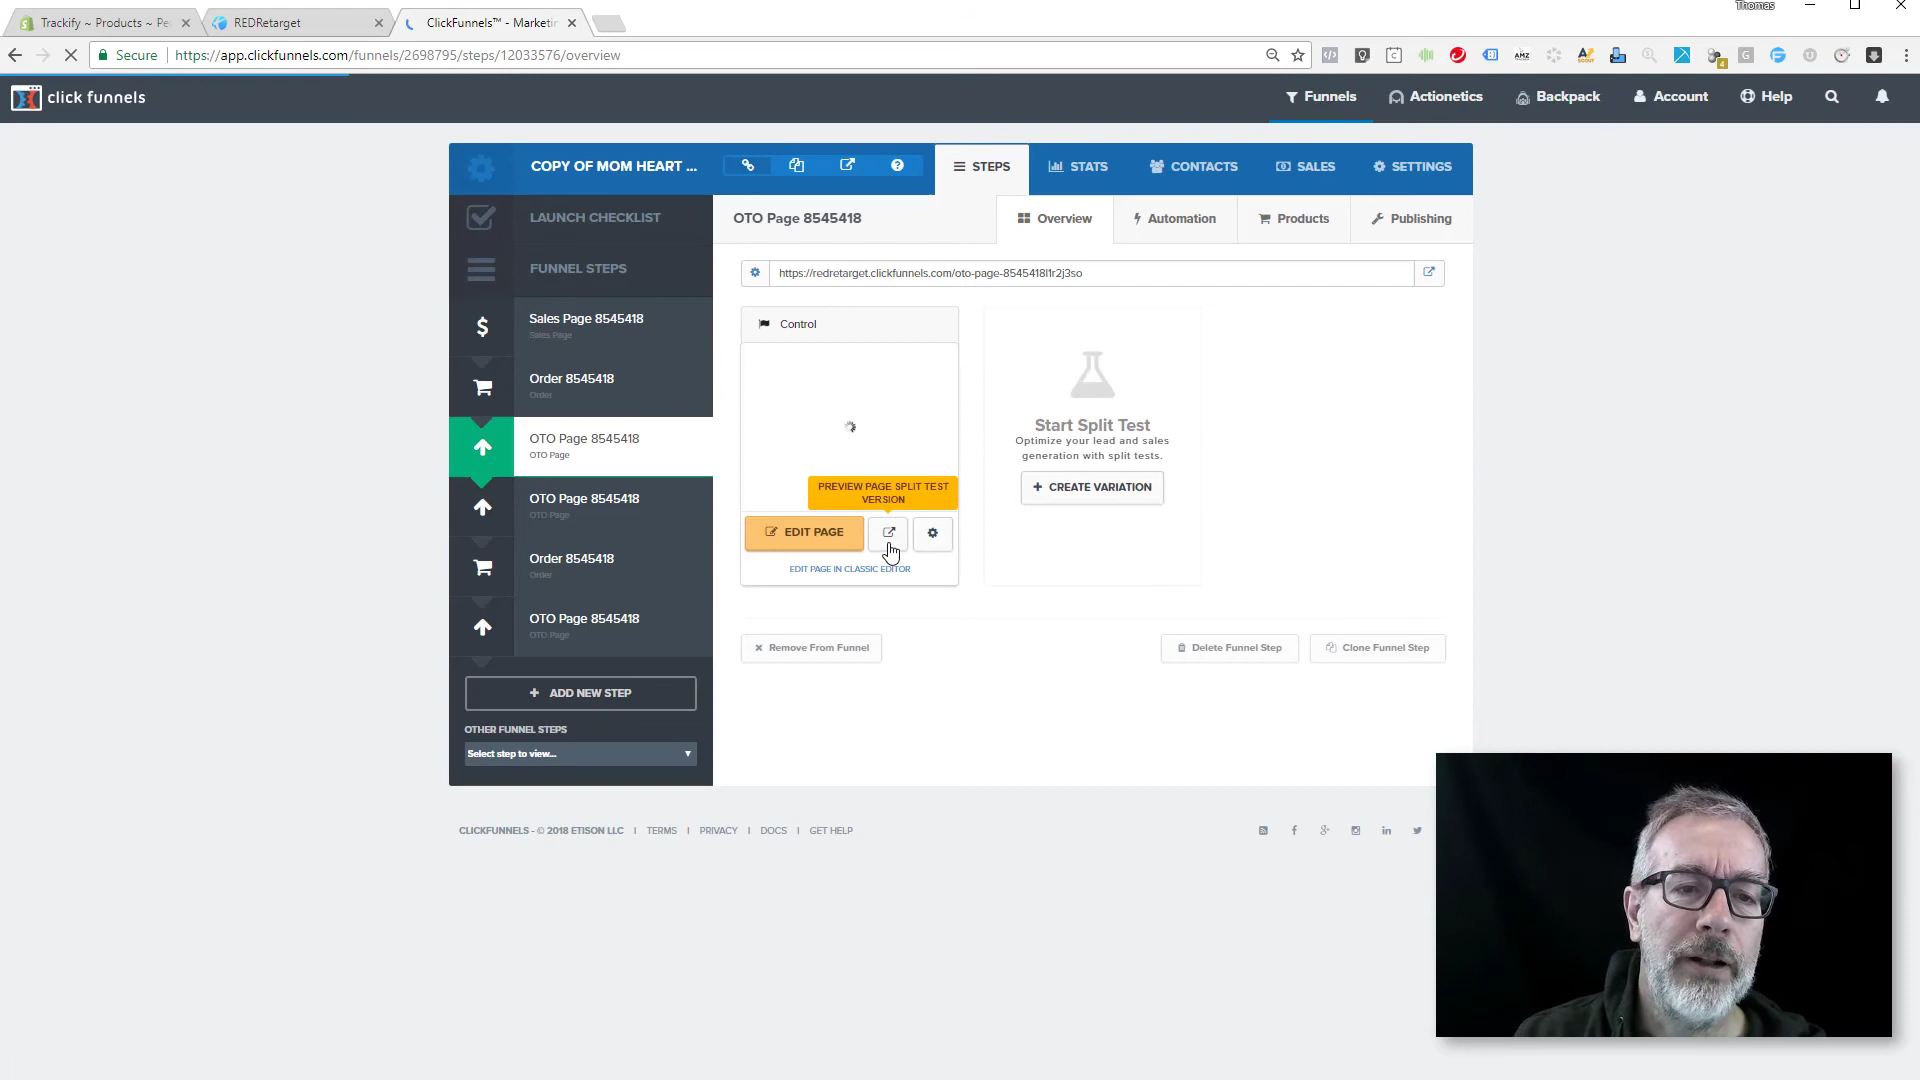 Thomas
Trackify ~ Products ~ Pe
REDRetarget
ClickFunnels™ - Marketin
Secure
https://app.clickfunnels.com/funnels/2698795/steps/12033576/overview
click funnels
Funnels
Actionetics
Backpack
Account
Help
COPY OF MOM HEART ...
STEPS
STATS
CONTACTS
SALES
SETTINGS
LAUNCH CHECKLIST
OTO Page 8545418
Overview
Automation
Products
Publishing
FUNNEL STEPS
https://redretarget.clickfunnels.com/oto-page-8545418l1r2j3so
Sales Page 8545418
Sales Page
Order 8545418
Order
OTO Page 8545418
OTO Page
OTO Page 8545418
OTO Page
Order 8545418
Order
OTO Page 8545418
OTO Page
+ ADD NEW STEP
OTHER FUNNEL STEPS
Select step to view...
Control
PREVIEW PAGE SPLIT TEST
VERSION
EDIT PAGE
EDIT PAGE IN CLASSIC EDITOR
Start Split Test
Optimize your lead and sales
generation with split tests.
+ CREATE VARIATION
Remove From Funnel
Delete Funnel Step
Clone Funnel Step
CLICKFUNNELS - © 2018 ETISON LLC | TERMS | PRIVACY | DOCS | GET HELP